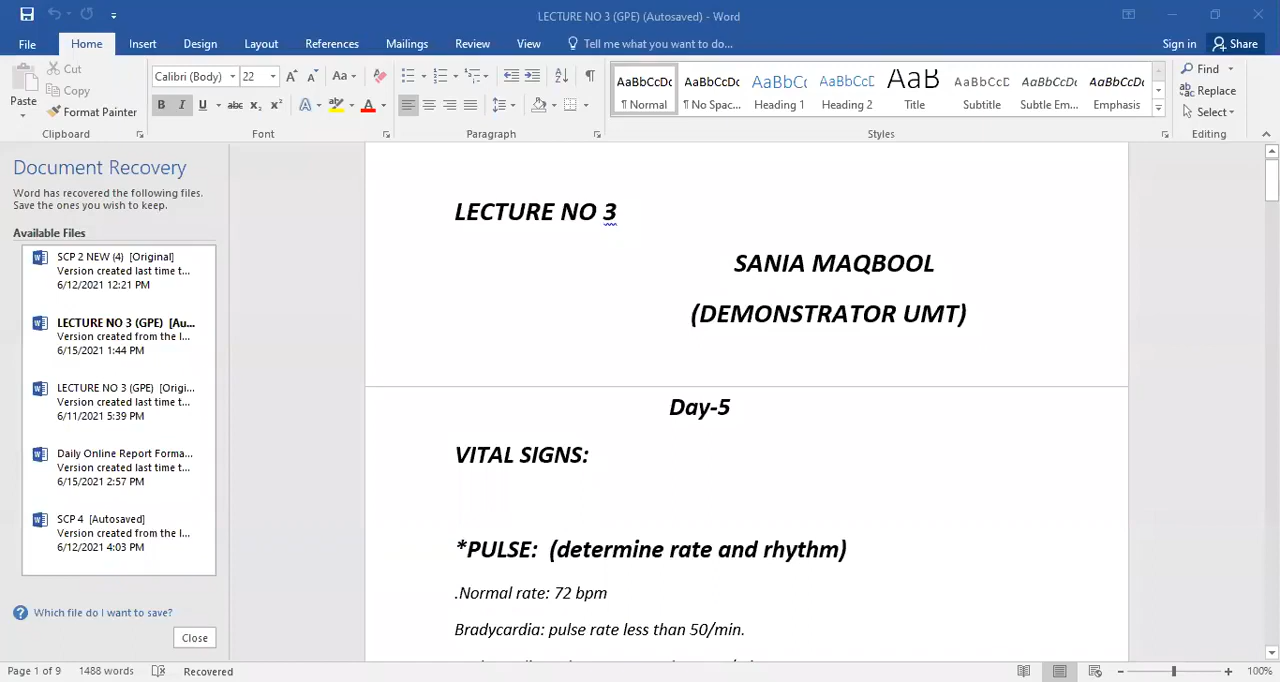 LECTURE NO 3 (GPE) (Autosaved) - Word
File Home Insert Design Layout References Mailings Review View Tell me what you want to do... Sign in Share
Paste
Cut
Copy
Format Painter
Clipboard
Calibri (Body) 22
Font
Paragraph
AaBbCcDc ¶ Normal
AaBbCcDc ¶ No Spac...
AaBbCc Heading 1
AaBbCcD Heading 2
AaB Title
AaBbCcD Subtitle
AaBbCcDc Subtle Em...
AaBbCcDc Emphasis
Styles
Find
Replace
Select
Editing
Document Recovery
Word has recovered the following files.
Save the ones you wish to keep.
Available Files
SCP 2 NEW (4) [Original]
Version created last time t...
6/12/2021 12:21 PM
LECTURE NO 3 (GPE) [Au...
Version created from the l...
6/15/2021 1:44 PM
LECTURE NO 3 (GPE) [Origi...
Version created last time t...
6/11/2021 5:39 PM
Daily Online Report Forma...
Version created last time t...
6/15/2021 2:57 PM
SCP 4 [Autosaved]
Version created from the l...
6/12/2021 4:03 PM
Which file do I want to save?
Close
LECTURE NO 3
SANIA MAQBOOL
(DEMONSTRATOR UMT)
Day-5
VITAL SIGNS:
*PULSE: (determine rate and rhythm)
.Normal rate: 72 bpm
Bradycardia: pulse rate less than 50/min.
Page 1 of 9 1488 words Recovered 100%